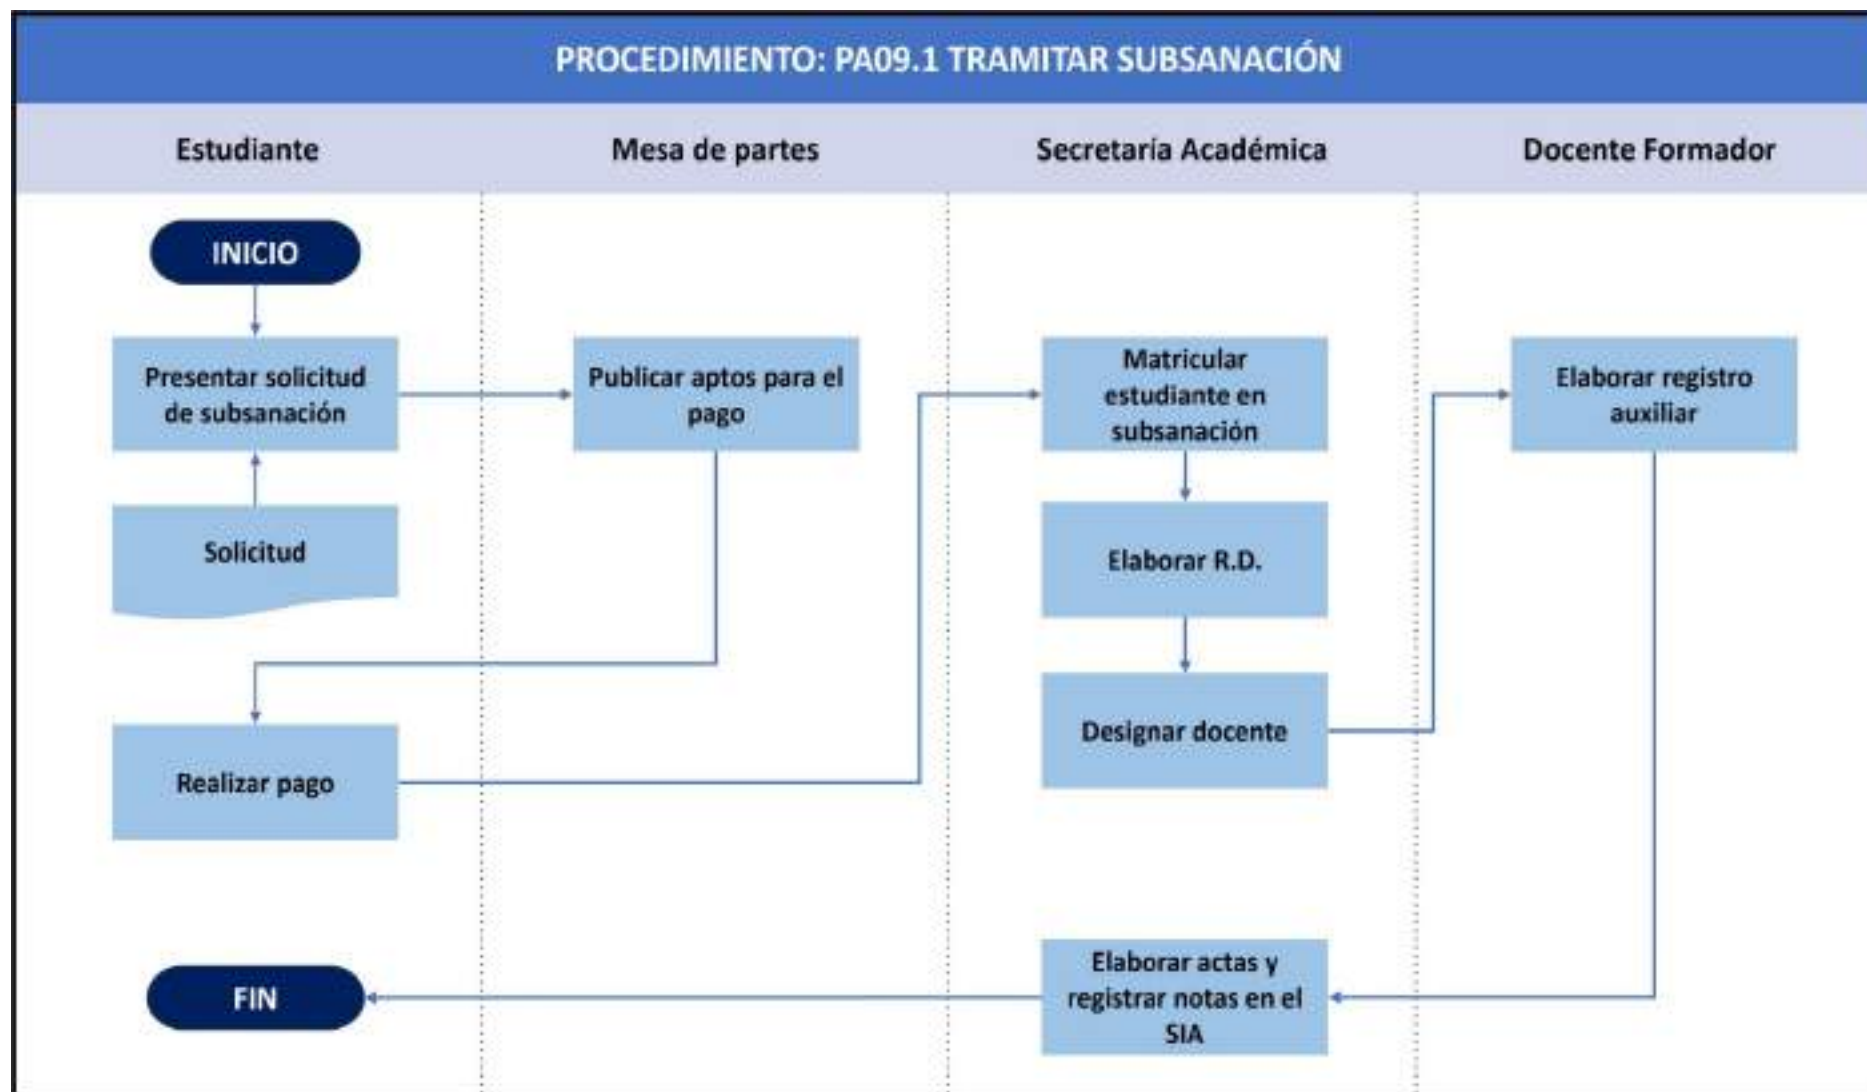 PROCEDIMIENTO: PA09.1 TRAMITAR SUBSANACIÓN
Estudiante
Mesa de partes
Secretaría Académica
Docente Formador
INICIO
Presentar solicitud
de subsanación
Publicar aptos para el
pago
Matricular
estudiante en
subsanación
Elaborar registro
auxiliar
Solicitud
Elaborar R.D.
Designar docente
Realizar pago
Elaborar actas y
registrar notas en el
SIA
FIN